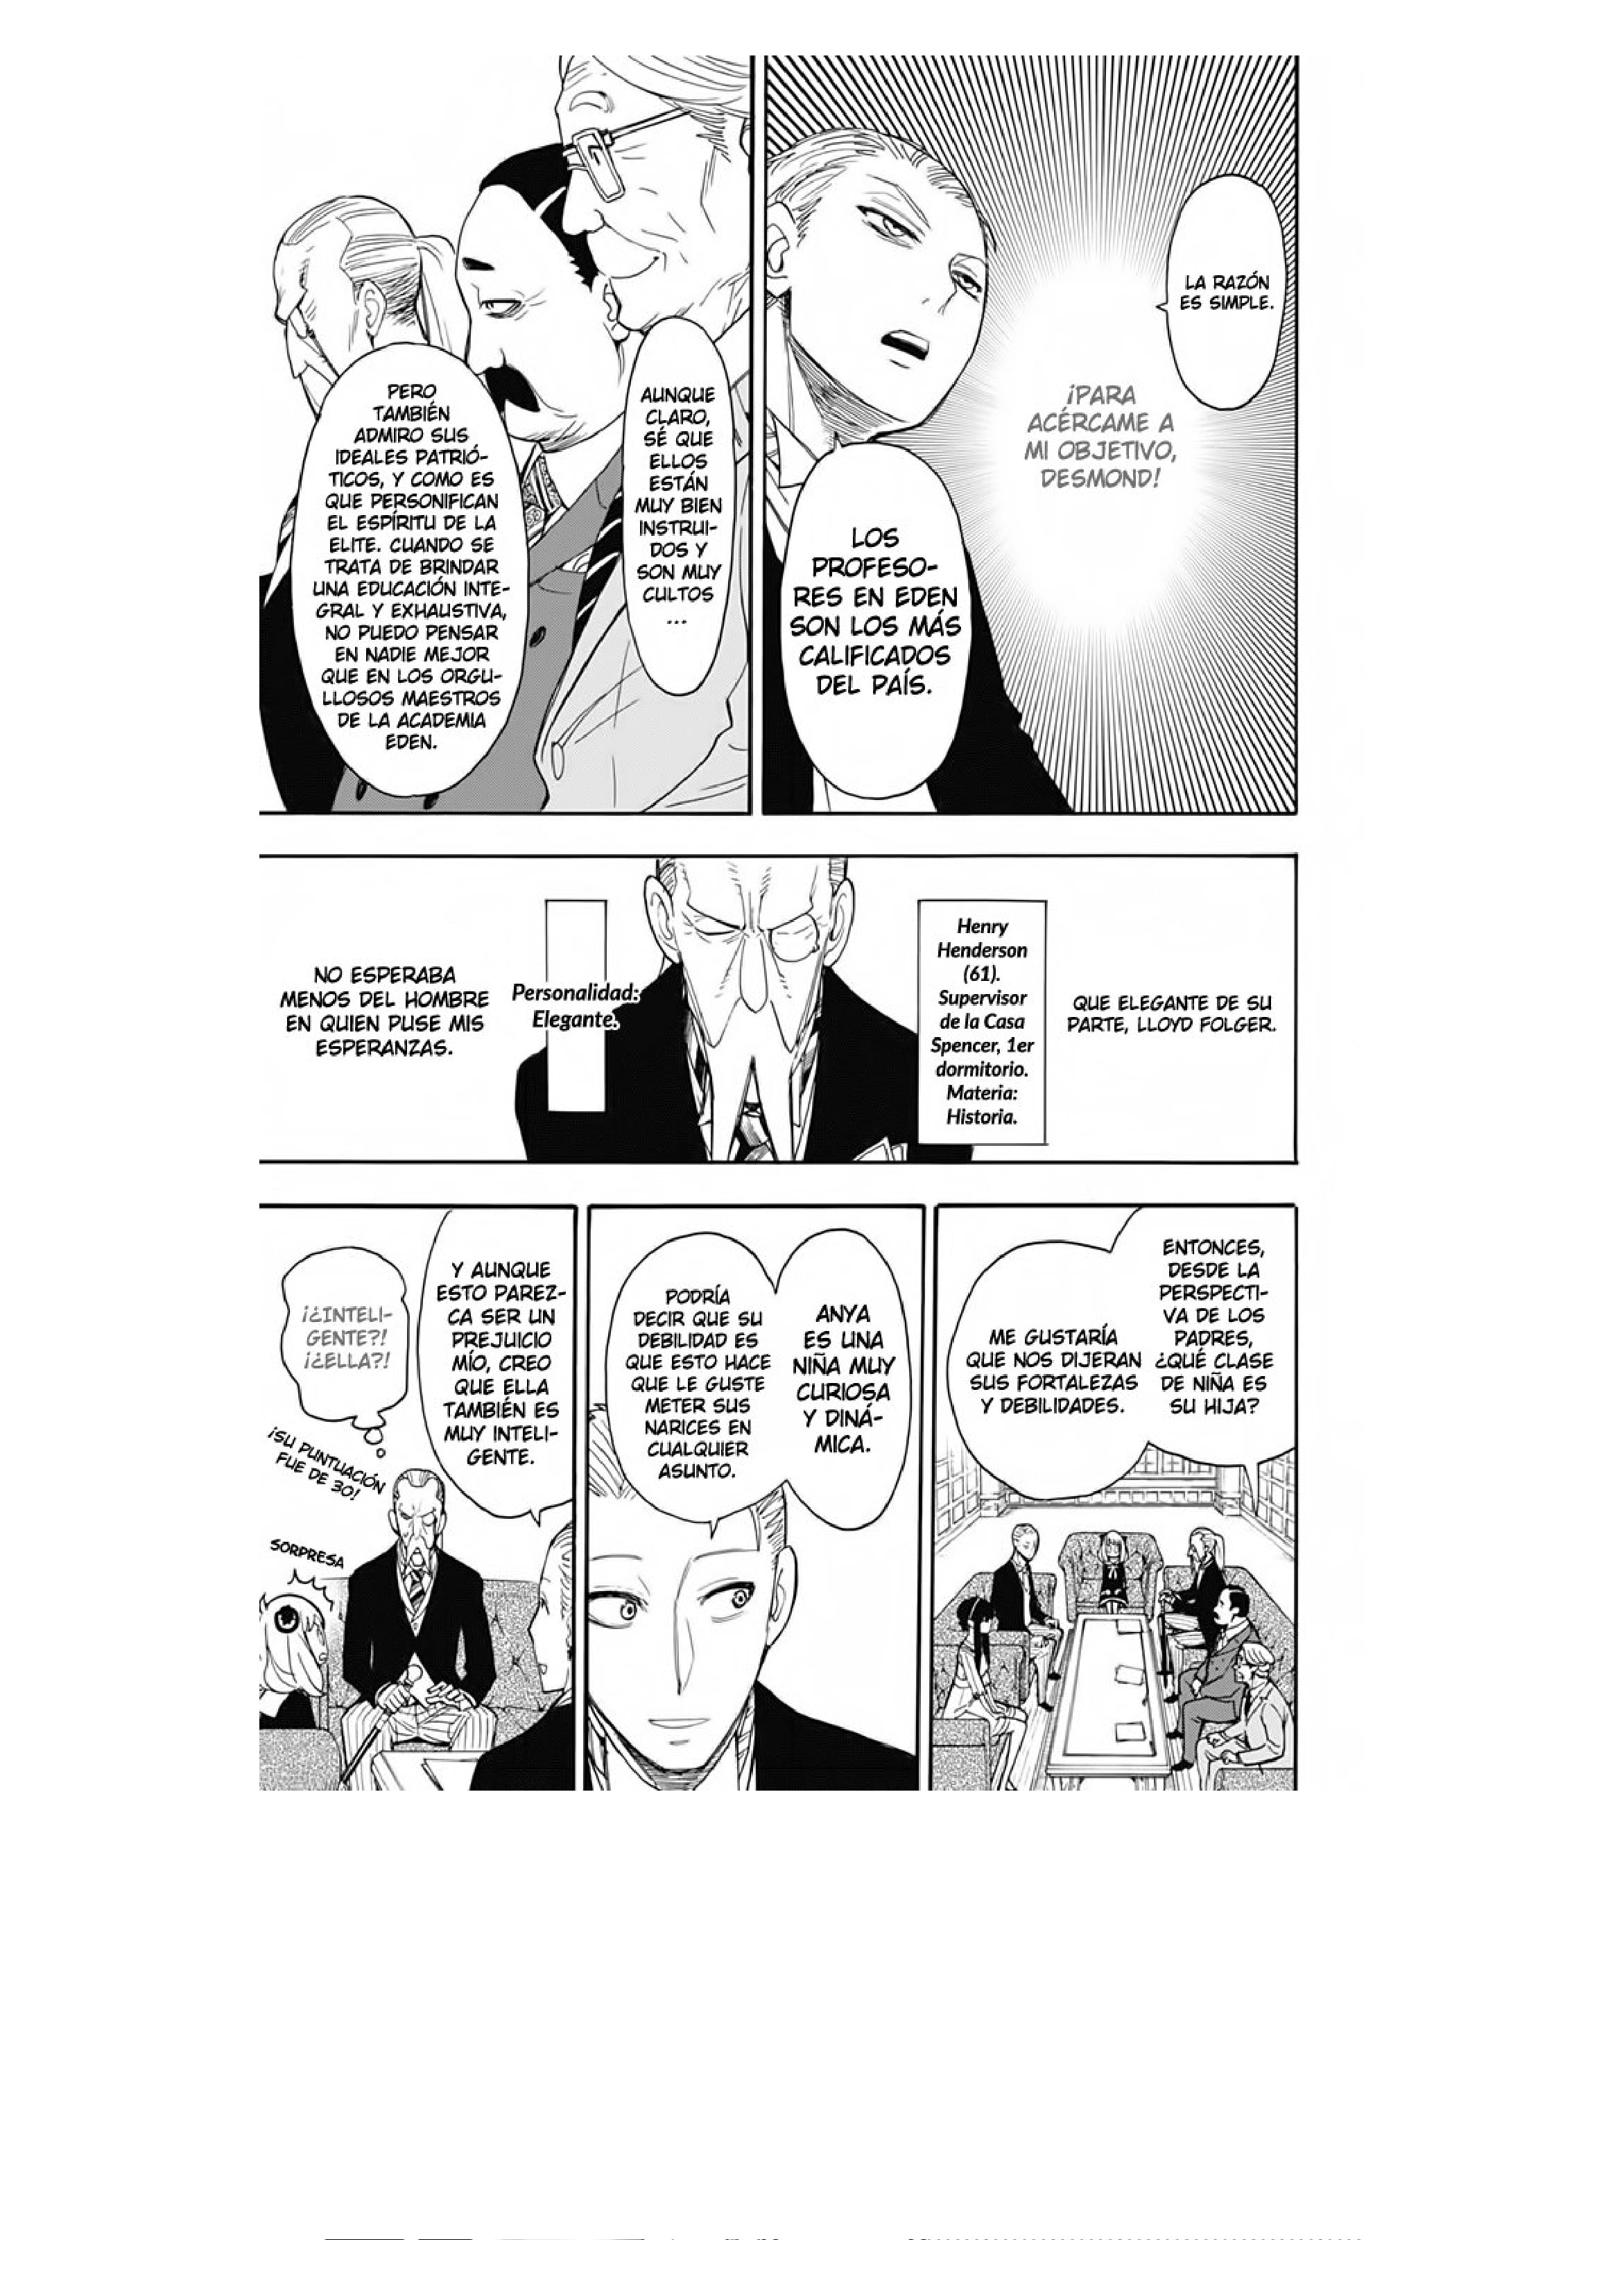 LA RAZÓN
ES SIMPLE.
¡PARA
ACÉRCAME A
MI OBJETIVO,
DESMOND!
LOS
PROFESO-
RES EN EDEN
SON LOS MÁS
CALIFICADOS
DEL PAÍS.
AUNQUE
CLARO,
SÉ QUE
ELLOS
ESTÁN
MUY BIEN
INSTRUI-
DOS Y
SON MUY
CULTOS
...
PERO
TAMBIÉN
ADMIRO SUS
IDEALES PATRIÓ-
TICOS, Y COMO ES
QUE PERSONIFICAN
EL ESPÍRITU DE LA
ELITE. CUANDO SE
TRATA DE BRINDAR
UNA EDUCACIÓN INTE-
GRAL Y EXHAUSTIVA,
NO PUEDO PENSAR
EN NADIE MEJOR
QUE EN LOS ORGU-
LLOSOS MAESTROS
DE LA ACADEMIA
EDEN.
QUE ELEGANTE DE SU
PARTE, LLOYD FOLGER.
Henry
Henderson
(61).
Supervisor
de la Casa
Spencer, 1er
dormitorio.
Materia:
Historia.
Personalidad:
Elegante.
NO ESPERABA
MENOS DEL HOMBRE
EN QUIEN PUSE MIS
ESPERANZAS.
ENTONCES,
DESDE LA
PERSPECTI-
VA DE LOS
PADRES,
¿QUÉ CLASE
DE NIÑA ES
SU HIJA?
ME GUSTARÍA
QUE NOS DIJERAN
SUS FORTALEZAS
Y DEBILIDADES.
ANYA
ES UNA
NIÑA MUY
CURIOSA
Y DINÁ-
MICA.
PODRÍA
DECIR QUE SU
DEBILIDAD ES
QUE ESTO HACE
QUE LE GUSTE
METER SUS
NARICES EN
CUALQUIER
ASUNTO.
Y AUNQUE
ESTO PAREZ-
CA SER UN
PREJUICIO
MÍO, CREO
QUE ELLA
TAMBIÉN ES
MUY INTELI-
GENTE.
¡¿INTELI-
GENTE?!
¡¿ELLA?!
¡SU PUNTUACIÓN
FUE DE 30!
SORPRESA